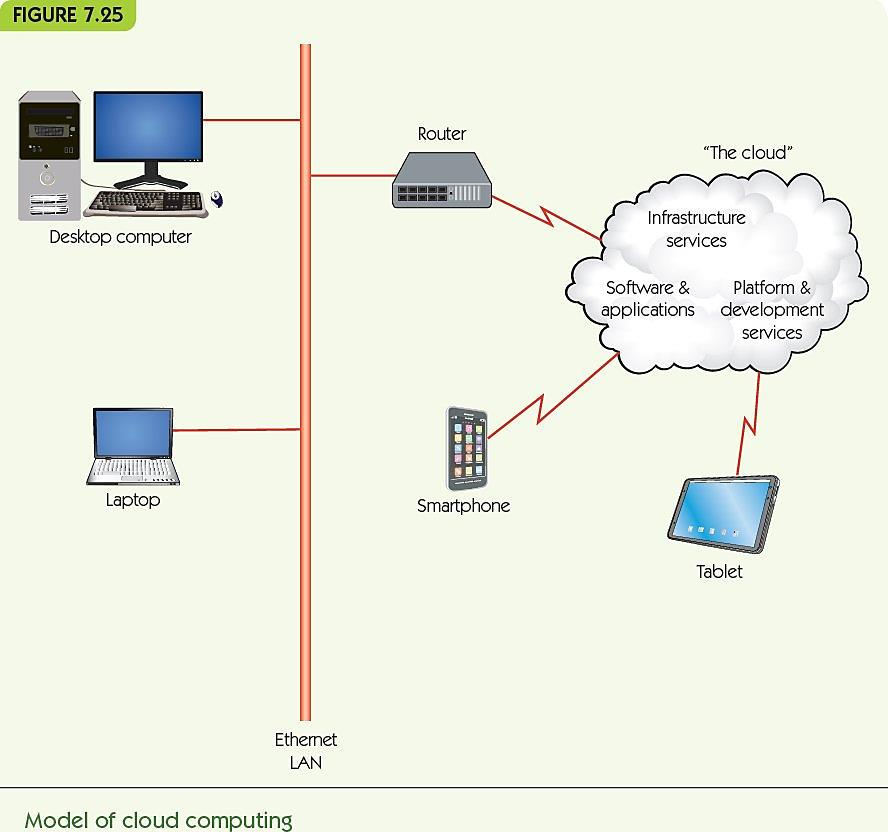 FIGURE 7.25
Router
"The cloud"
Infrastructure
services
Desktop computer
Software &
applications
Platform &
development
services
Laptop
Smartphone
Tablet
Ethernet
LAN
Model of cloud computing